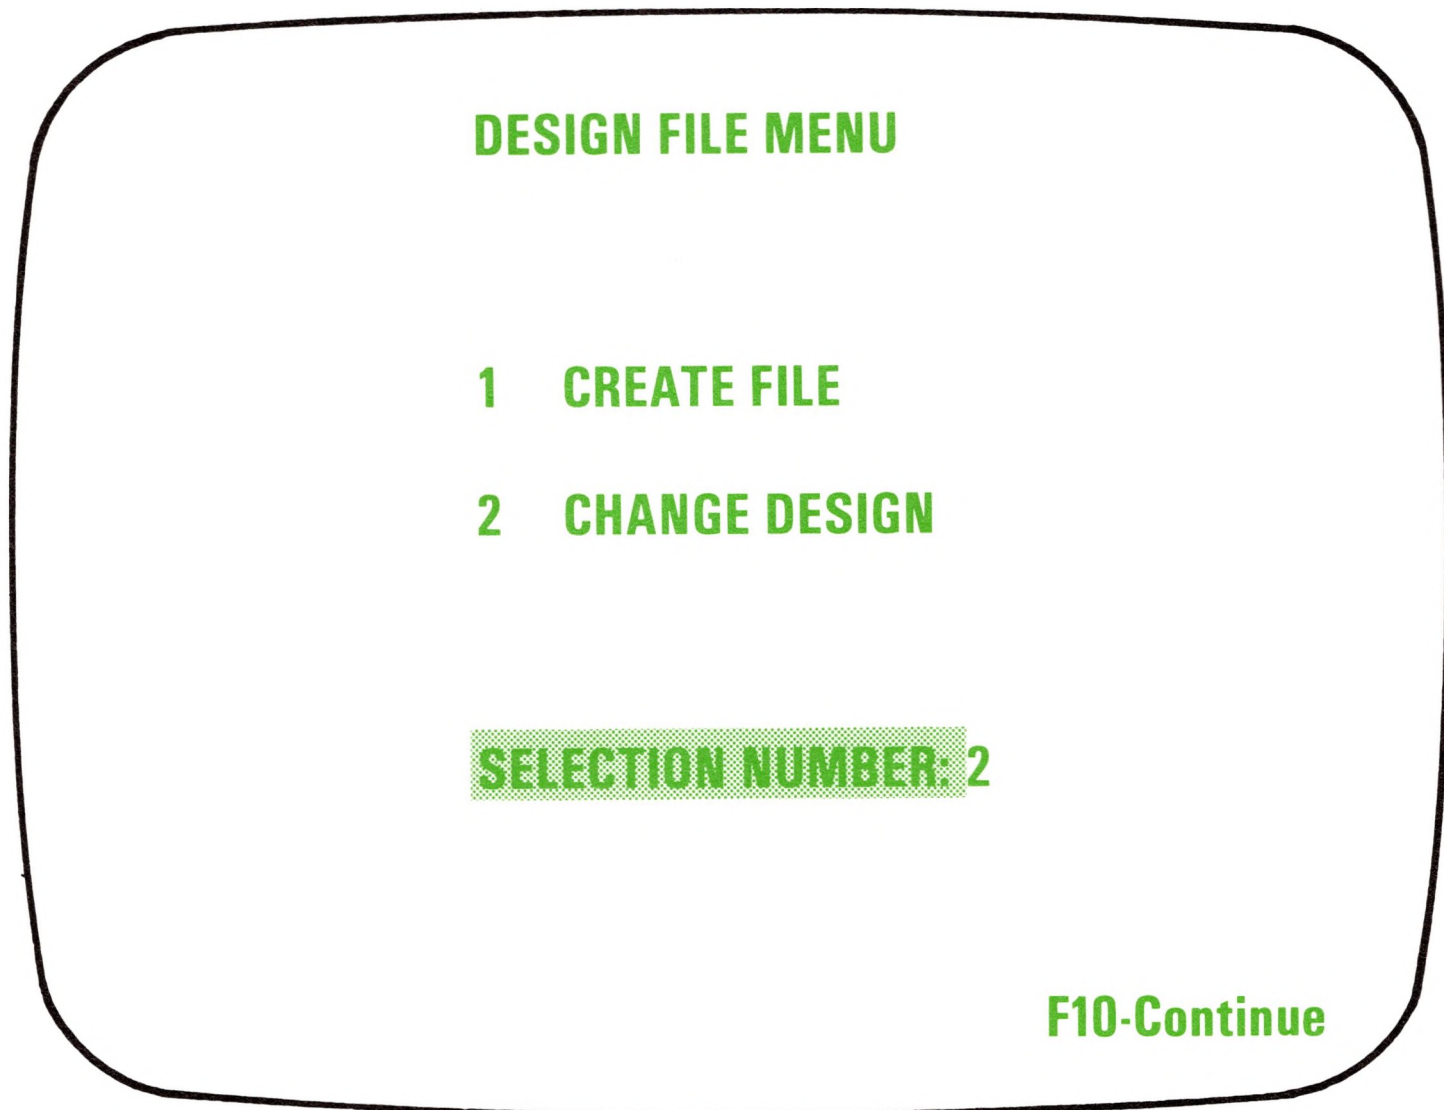 DESIGN FILE MENU
1 CREATE FILE
2 CHANGE DESIGN
SELECTION NUMBER: 2
F10-Continue